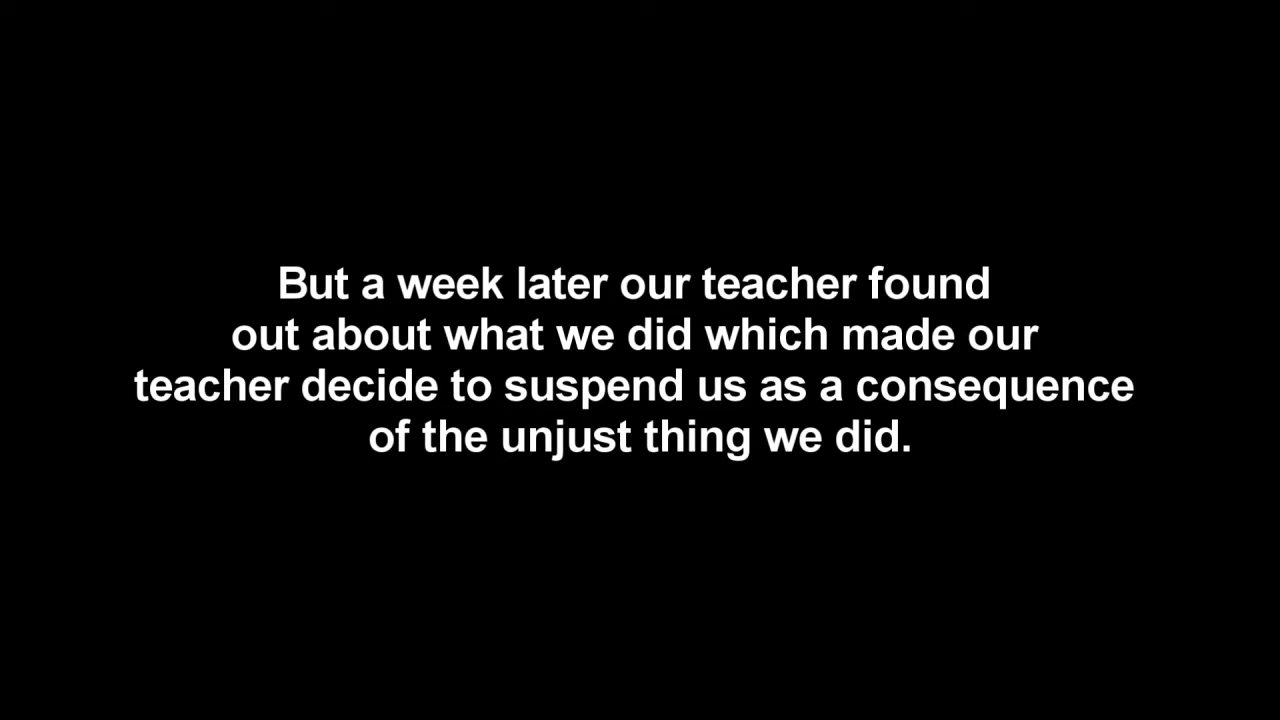 But a week later our teacher found
out about what we did which made our
teacher decide to suspend us as a consequence
of the unjust thing we did.